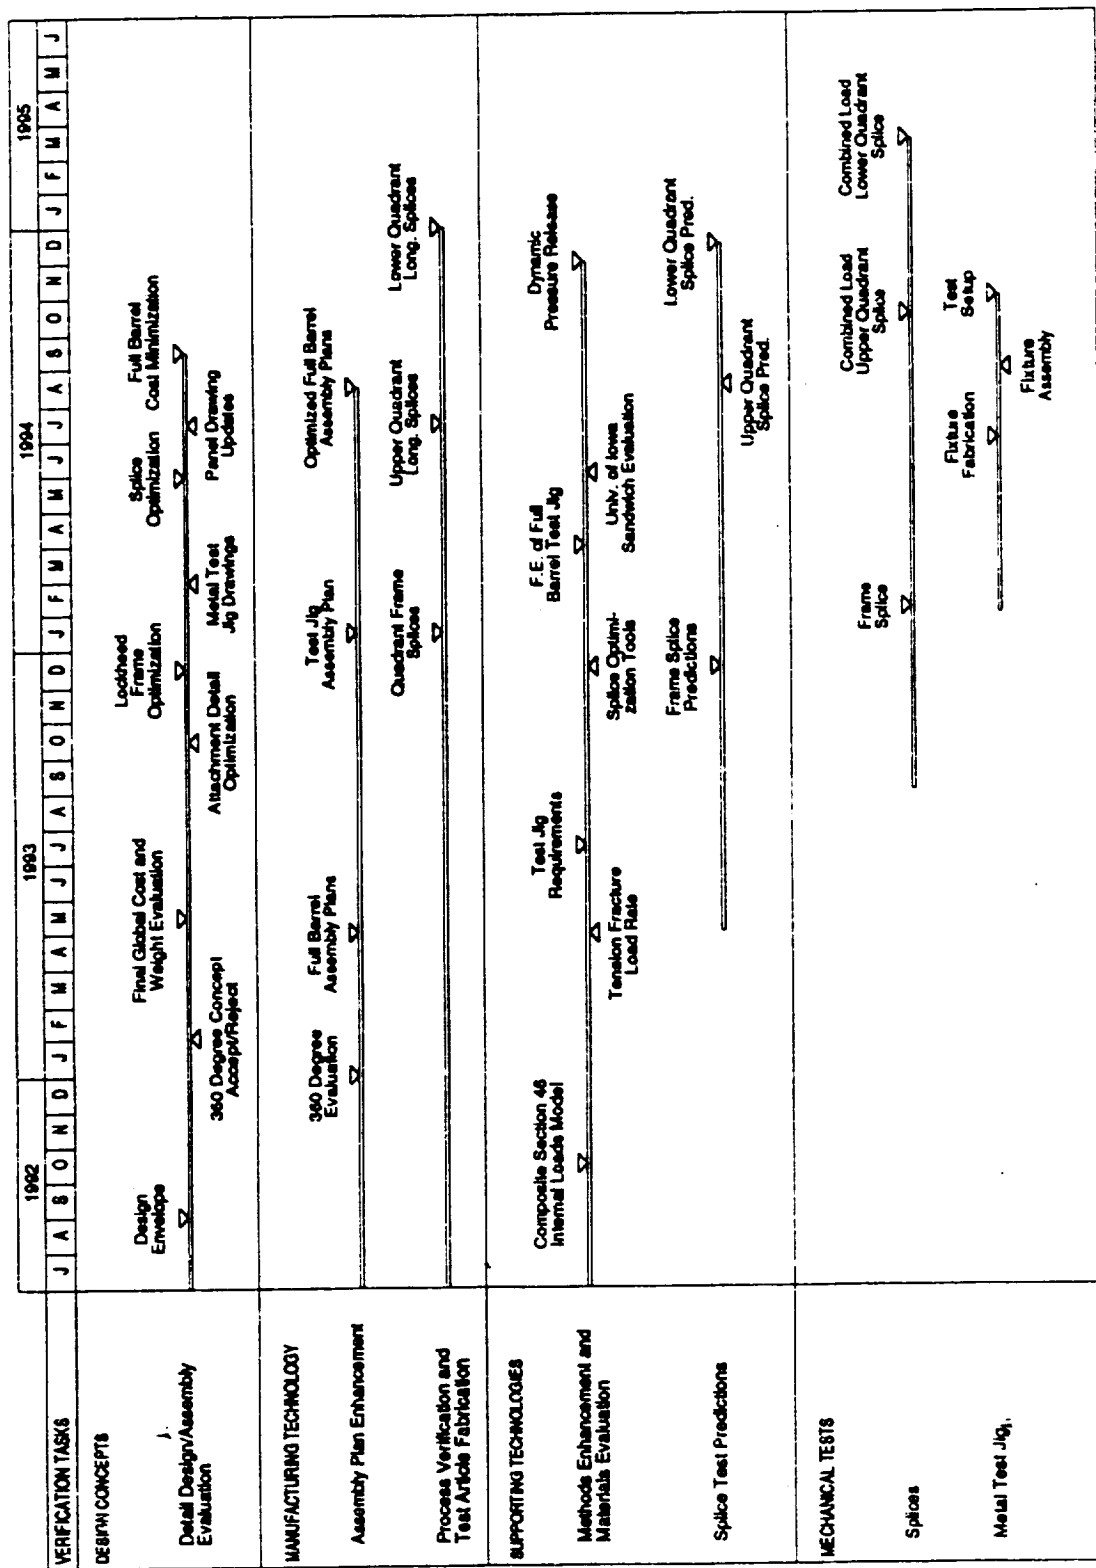 1992 1993 1994 1995
VERIFICATION TASKS J A S O N D J F M A M J J A S O N D J F M A M J J A S O N D J F M A M J
DESIGN CONCEPTS
Detail Design/Assembly
Evaluation
Design
Envelope
360 Degree Concept
Accept/Reject
Final Global Cost and
Weight Evaluation
Attachment Detail
Optimization
Lockheed
Frame
Optimization
Metal Test
Jig Drawings
Splice
Optimization
Panel Drawing
Updates
Full Barrel
Cost Minimization
MANUFACTURING TECHNOLOGY
Assembly Plan Enhancement
360 Degree
Evaluation
Full Barrel
Assembly Plans
Test Jig
Assembly Plan
Optimized Full Barrel
Assembly Plans
Process Verification and
Test Article Fabrication
Quadrant Frame
Splices
Upper Quadrant
Long. Splices
Lower Quadrant
Long. Splices
SUPPORTING TECHNOLOGIES
Methods Enhancement and
Materials Evaluation
Composite Section 46
Internal Loads Model
Tension Fracture
Load Rate
Test Jig
Requirements
Splice Optimi-
zation Tools
F.E. of Full
Barrel Test Jig
Univ. of Iowa
Sandwich Evaluation
Dynamic
Pressure Release
Splice Test Predictions
Frame Splice
Predictions
Upper Quadrant
Splice Pred.
Lower Quadrant
Splice Pred.
MECHANICAL TESTS
Splices
Frame
Splice
Combined Load
Upper Quadrant
Splice
Combined Load
Lower Quadrant
Splice
Metal Test Jig
Fixture
Fabrication
Fixture
Assembly
Test
Setup